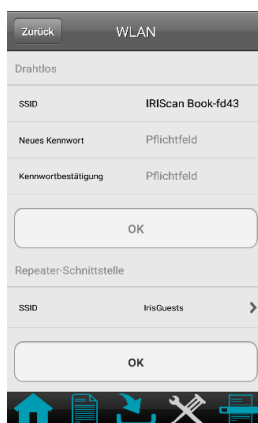 Zurück WLAN
Drahtlos
SSID IRIScan Book-fd43
Neues Kennwort Pflichtfeld
Kennwortbestätigung Pflichtfeld
OK
Repeater-Schnittstelle
SSID IrisGuests
OK